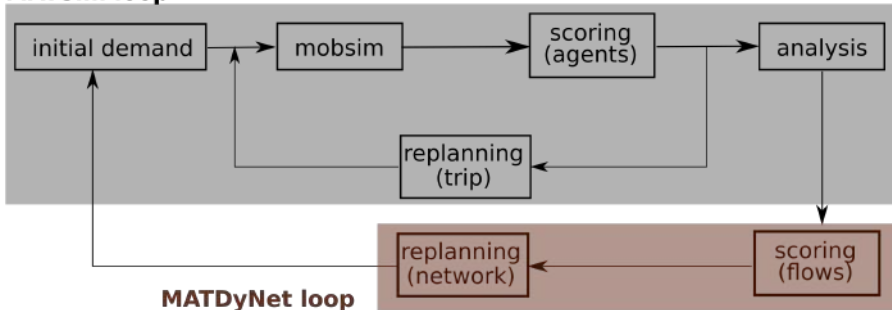 initial demand
mobsim
scoring
(agents)
analysis
replanning
(trip)
replanning
(network)
scoring
(flows)
MATDyNet loop